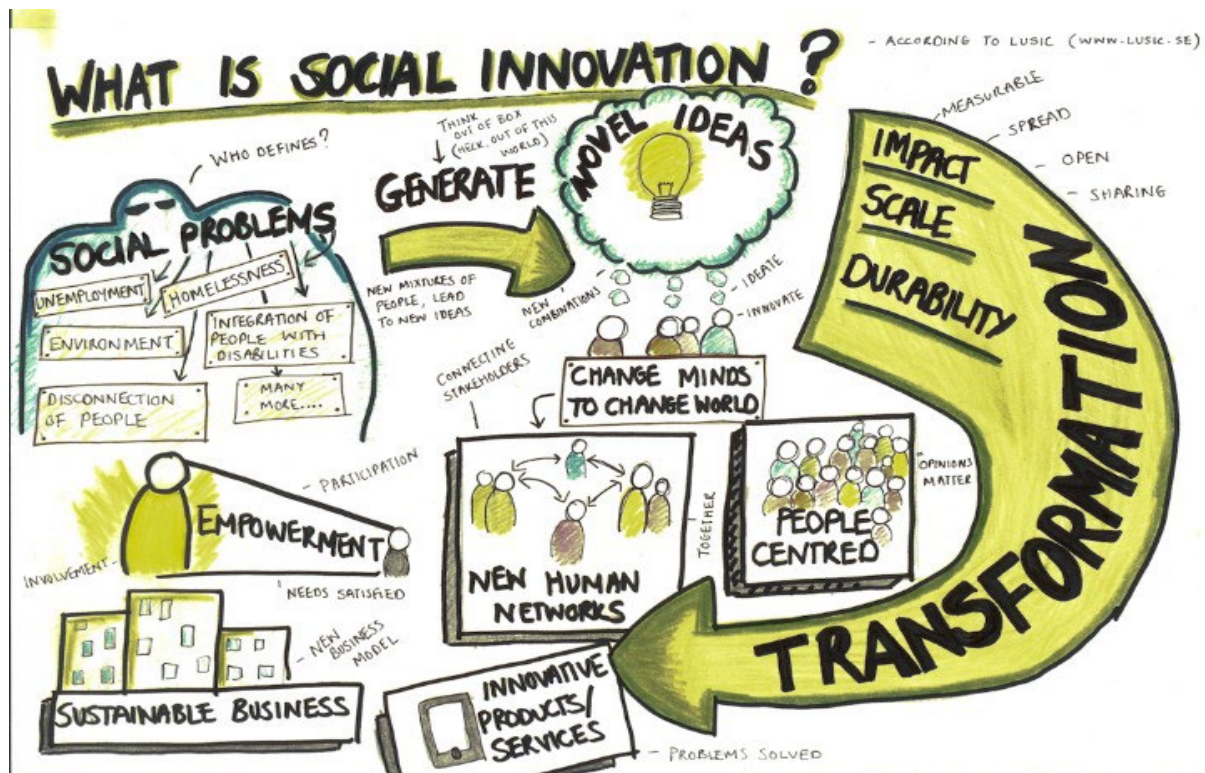 WHAT IS SOCIAL INNOVATION?
- ACCORDING TO LUSIC (WWW.LUSIC.SE)
- WHO DEFINES?
SOCIAL PROBLEMS
UNEMPLOYMENT
HOMELESSNESS
ENVIRONMENT
INTEGRATION OF
PEOPLE WITH
DISABILITIES
DISCONNECTION
OF PEOPLE
MANY
MORE....
THINK
OUT OF BOX
(HECK, OUT OF THIS
WORLD)
GENERATE
NEW MIXTURES OF
PEOPLE, LEAD
TO NEW IDEAS
NOVEL IDEAS
NEW
COMBINATIONS
- IDEATE
- INNOVATE
CHANGE MINDS
TO CHANGE WORLD
IMPACT
SCALE
DURABILITY
- MEASURABLE
- SPREAD
- OPEN
- SHARING
TRANSFORMATION
EMPOWERMENT
- PARTICIPATION
INVOLVEMENT -
NEEDS SATISFIED
CONNECTING
STAKEHOLDERS
NEW HUMAN
NETWORKS
- TOGETHER
PEOPLE
CENTRED
OPINIONS
MATTER
SUSTAINABLE BUSINESS
- NEW
BUSINESS
MODEL
INNOVATIVE
PRODUCTS/
SERVICES
- PROBLEMS SOLVED